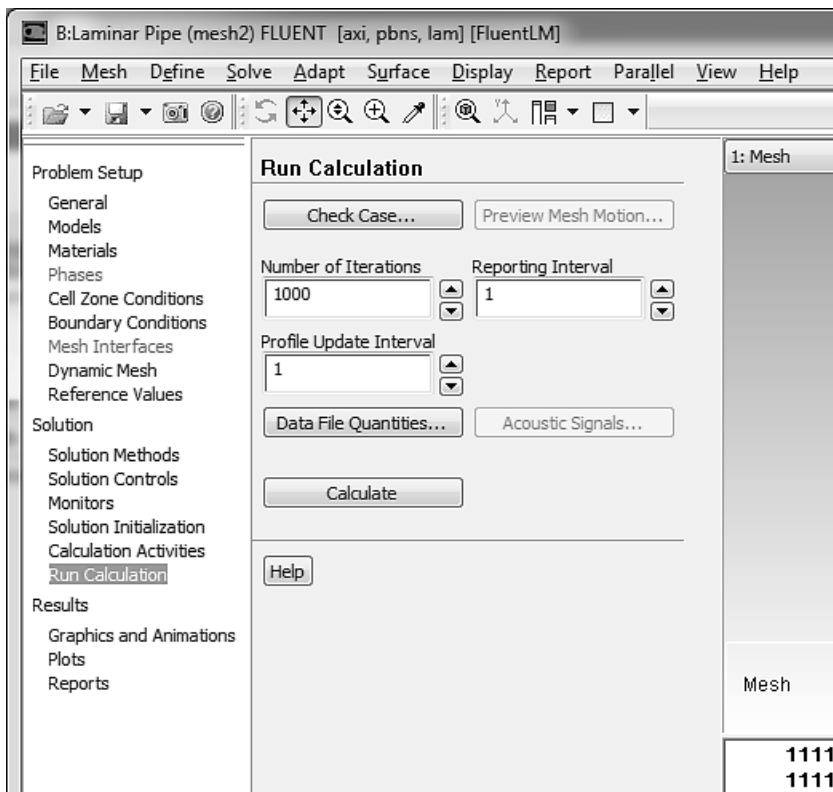 B:Laminar Pipe (mesh2) FLUENT [axi, pbns, lam] [FluentLM]
File Mesh Define Solve Adapt Surface Display Report Parallel View Help
1: Mesh
Problem Setup
General
Models
Materials
Phases
Cell Zone Conditions
Boundary Conditions
Mesh Interfaces
Dynamic Mesh
Reference Values
Solution
Solution Methods
Solution Controls
Monitors
Solution Initialization
Calculation Activities
Run Calculation
Results
Graphics and Animations
Plots
Reports
Run Calculation
Check Case... Preview Mesh Motion...
Number of Iterations Reporting Interval
1000 1
Profile Update Interval
1
Data File Quantities... Acoustic Signals...
Calculate
Help
Mesh
1111
1111